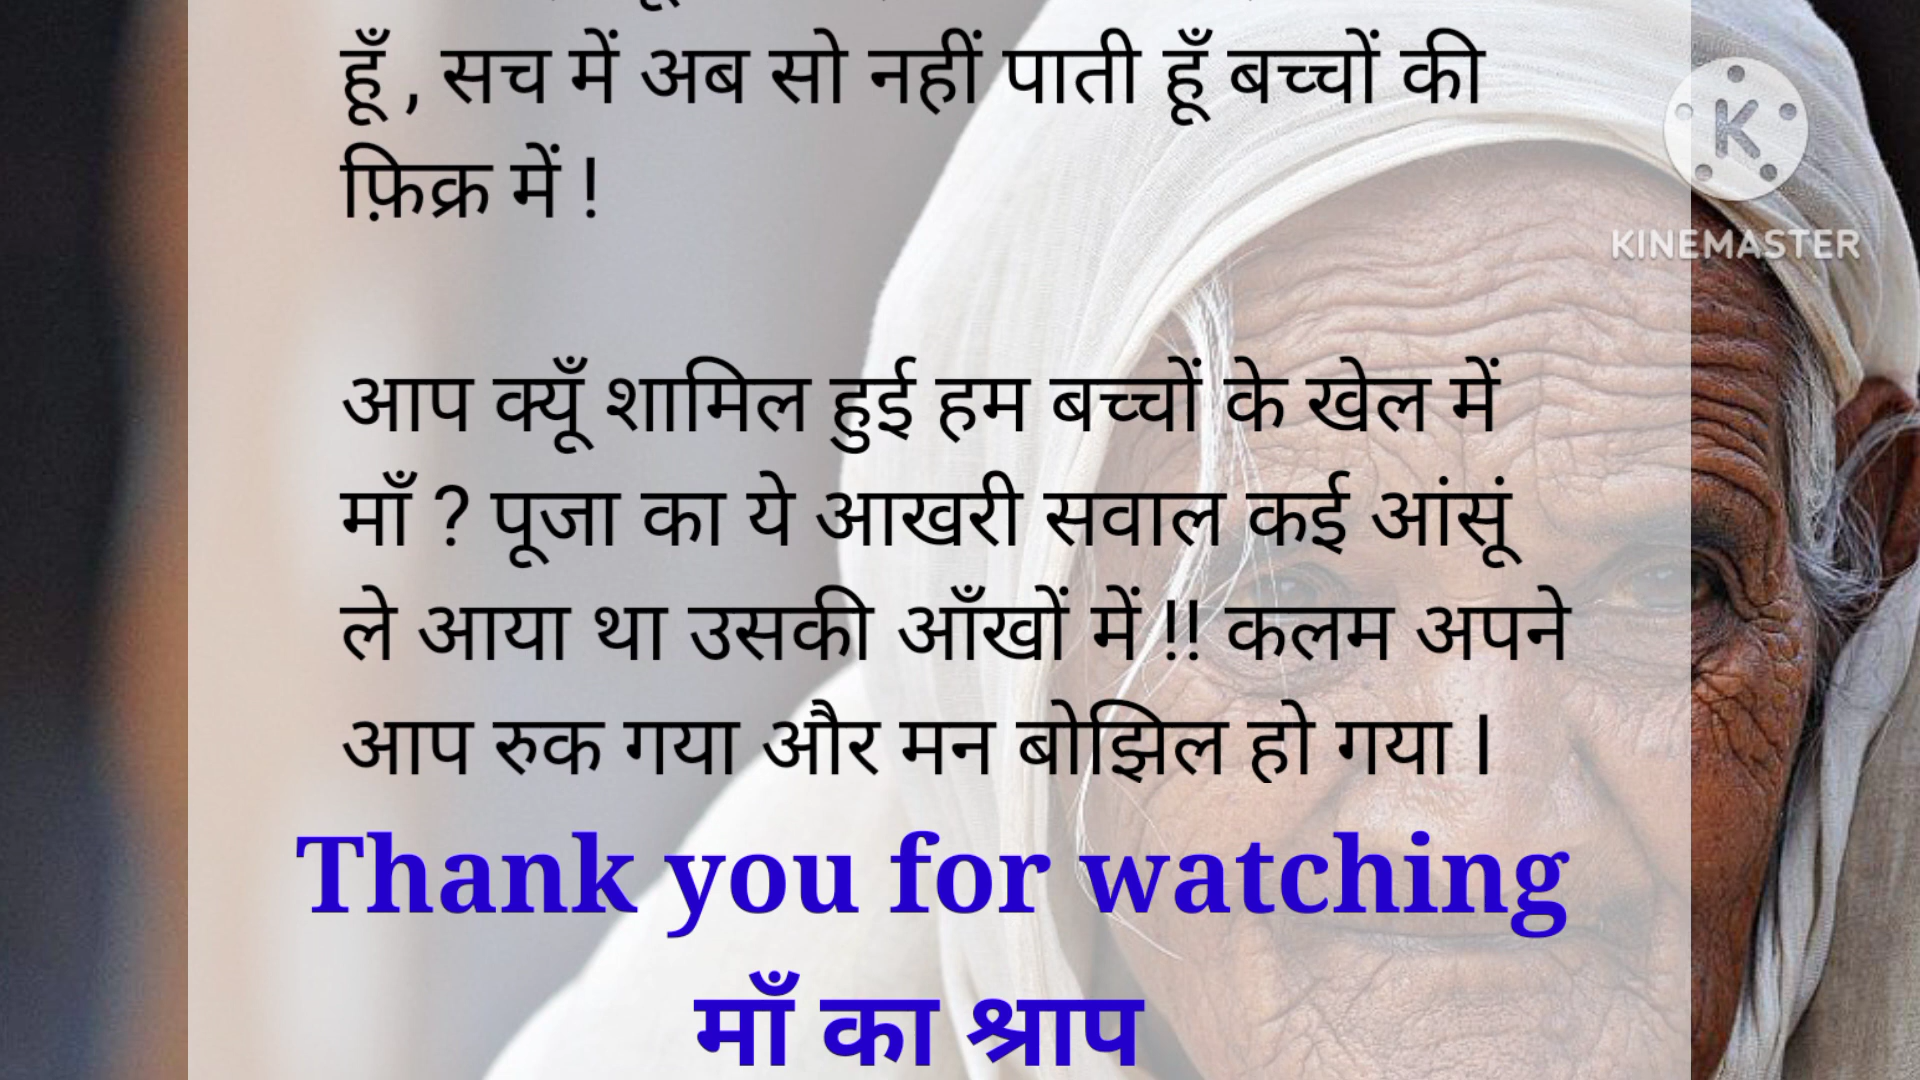 हूँ , सच में अब सो नहीं पाती हूँ बच्चों की
फ़िक्र में !
KINEMASTER
आप क्यूँ शामिल हुई हम बच्चों के खेल में
माँ ? पूजा का ये आखरी सवाल कई आंसूं
ले आया था उसकी आँखों में !! कलम अपने
आप रुक गया और मन बोझिल हो गया l
Thank you for watching
माँ का श्राप